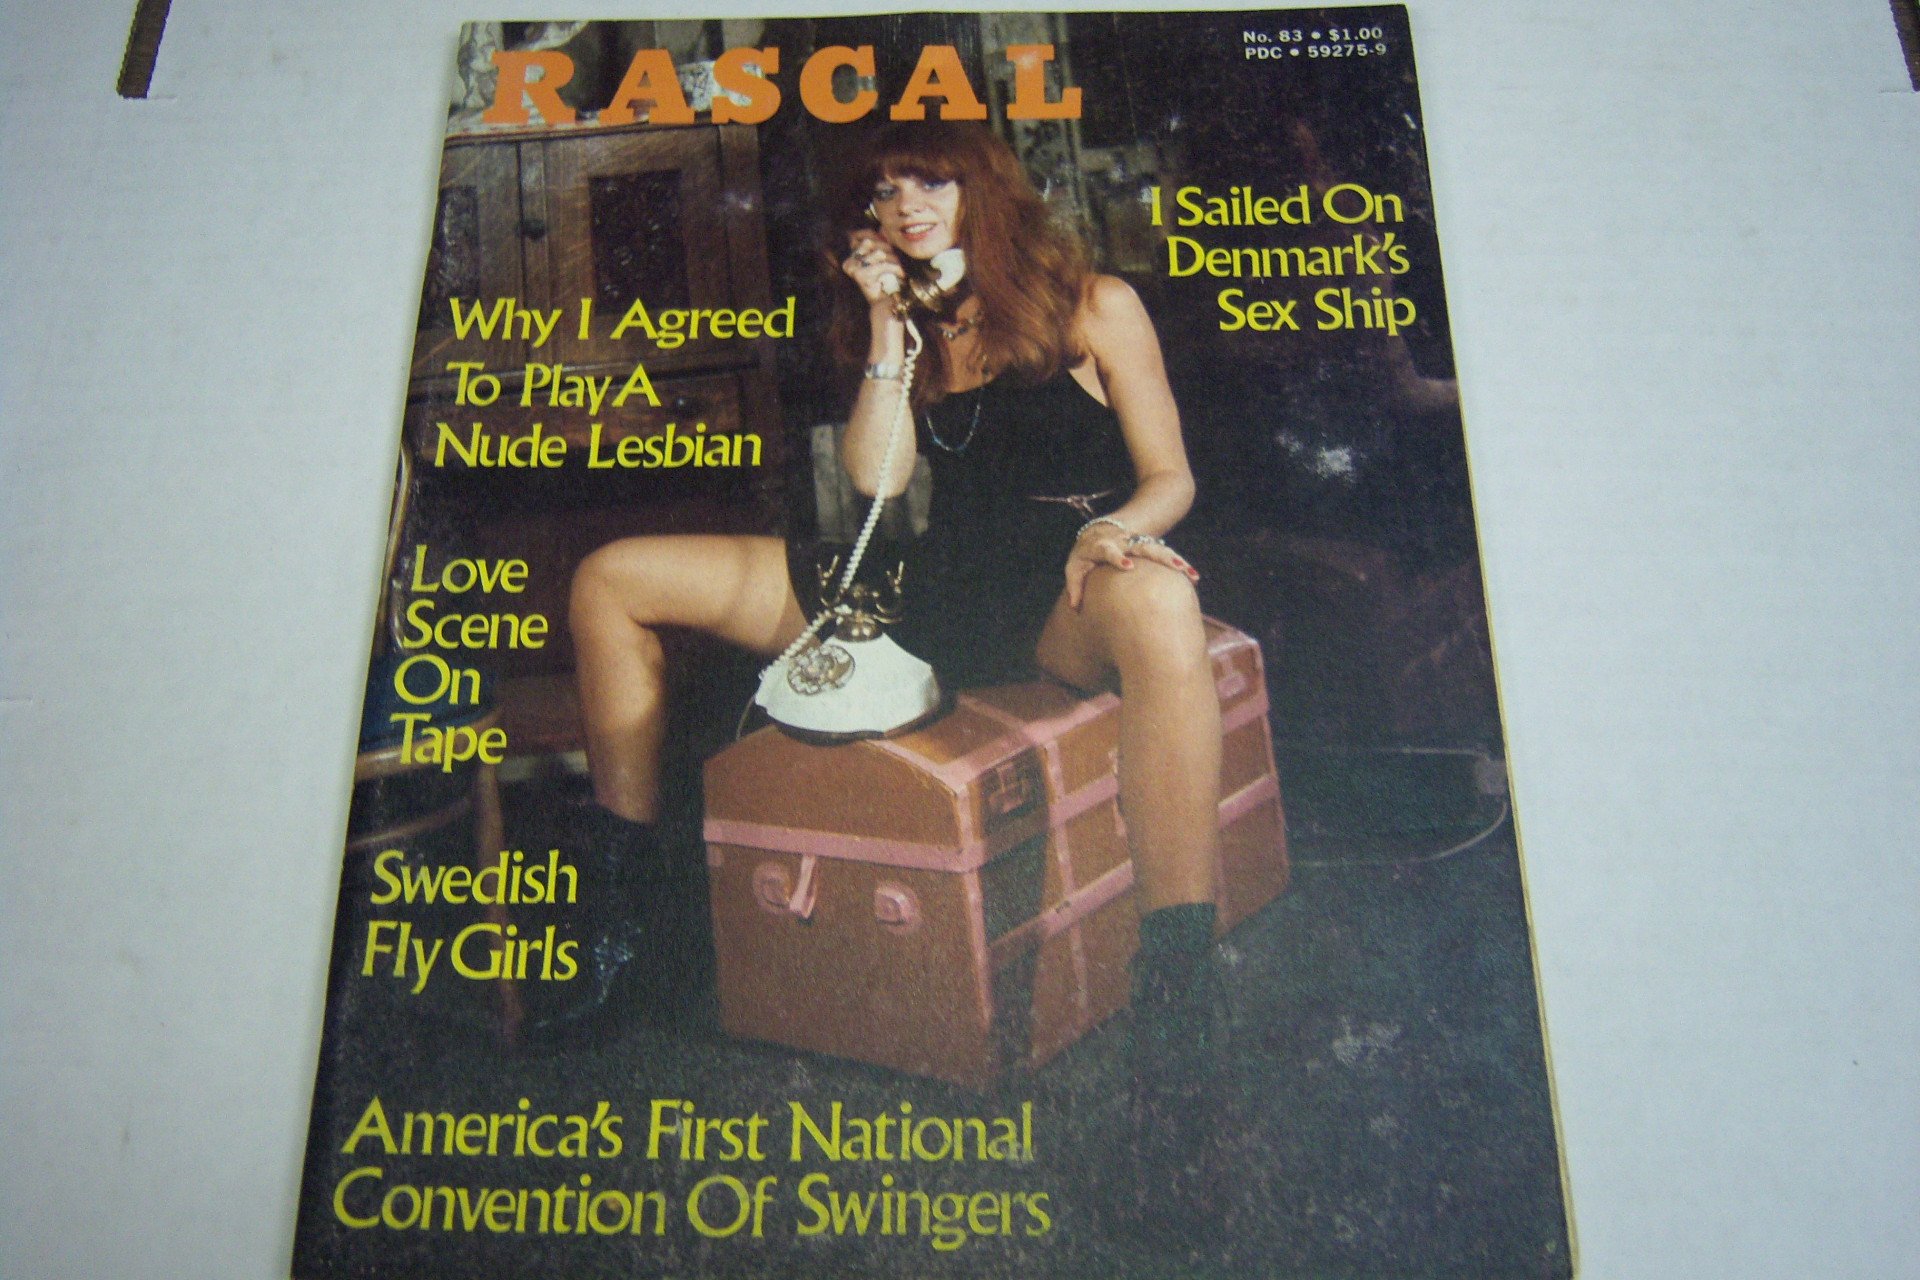 RASCAL
No. 83 • $1.00
PDC • 59275-9
I Sailed On
Denmark's
Sex Ship
Why I Agreed
To Play A
Nude Lesbian
Love
Scene
On
Tape
Swedish
Fly Girls
America's First National
Convention Of Swingers